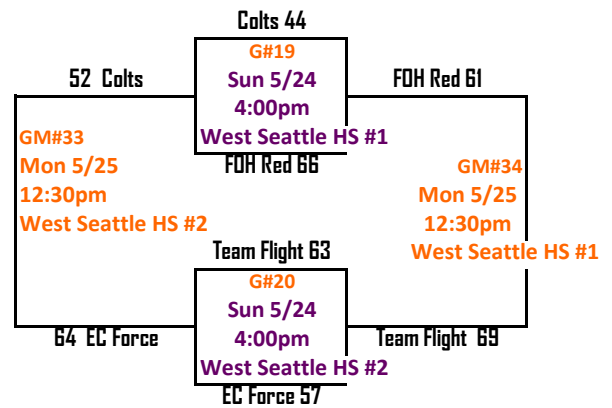 Colts 44
G#19
52 Colts
Sun 5/24
FOH Red 61
4:00pm
West Seattle HS #1
FOH Red 66
GM#33
Mon 5/25
12:30pm
West Seattle HS #2
GM#34
Mon 5/25
12:30pm
West Seattle HS #1
Team Flight 63
G#20
Sun 5/24
4:00pm
West Seattle HS #2
64 EC Force
Team Flight 69
EC Force 57